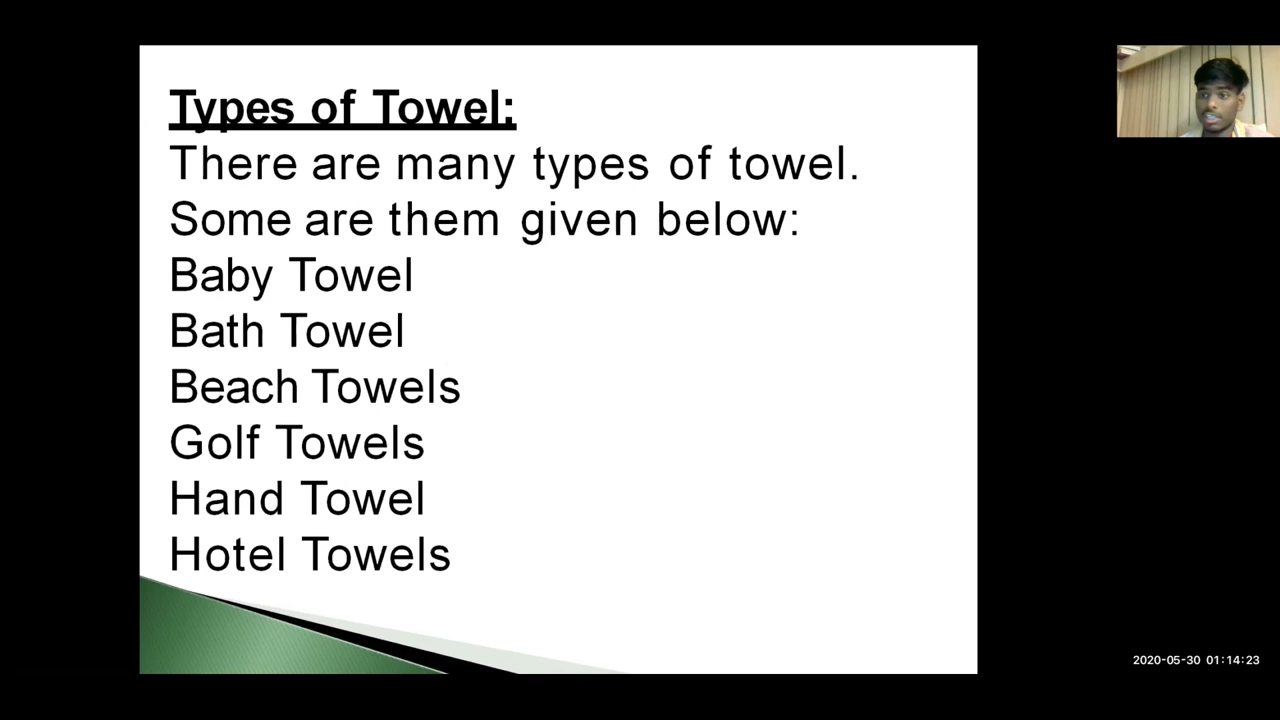 Types of Towel:
There are many types of towel.
Some are them given below:
Baby Towel
Bath Towel
Beach Towels
Golf Towels
Hand Towel
Hotel Towels
2020-05-30 01:14:23